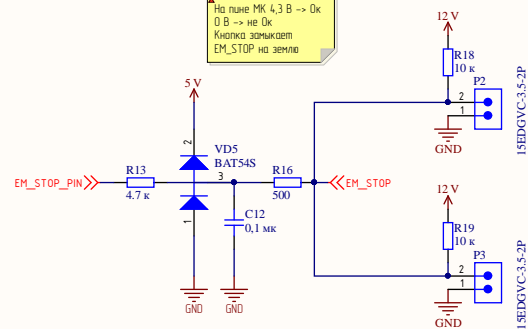 На пине МК 4,3 В -> Ок
0 В -> не Ок
Кнопка замыкает
EM_STOP на землю
12 V
R18
10 к
P2
2
1
GND
15EDGVC-3.5-2P
5 V
2
VD5
BAT54S
3
1
EM_STOP_PIN
R13
4.7 к
R16
500
EM_STOP
C12
0,1 мк
GND
GND
12 V
R19
10 к
P3
2
1
GND
15EDGVC-3.5-2P